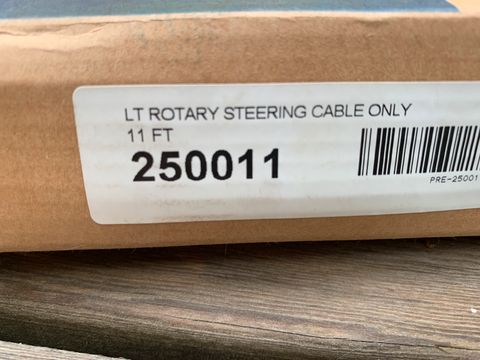 LT ROTARY STEERING CABLE ONLY
11 FT
250011
PRE-25001